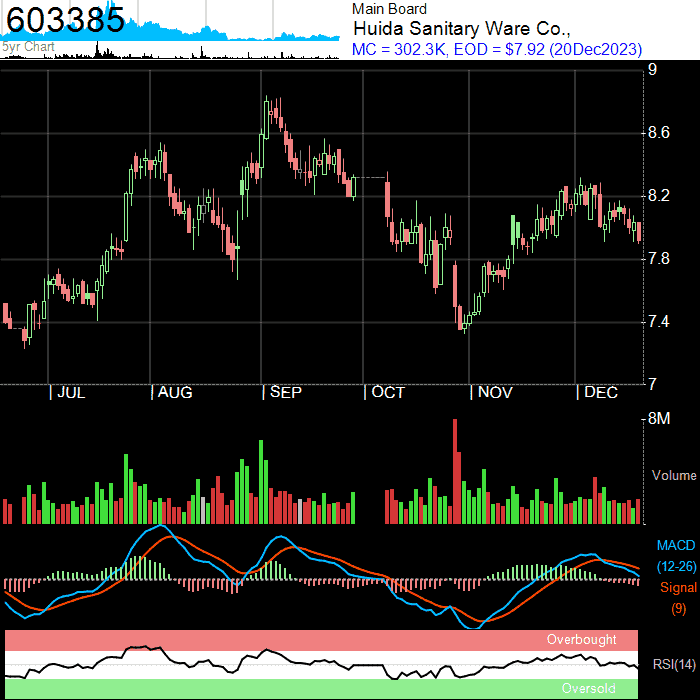 603385
5yr Chart
Main Board
Huida Sanitary Ware Co.,
MC = 302.3K, EOD = $7.92 (20Dec2023)
9
8.6
8.2
7.8
7.4
7
JUL AUG SEP OCT NOV DEC
8M
Volume
MACD
(12-26)
Signal
(9)
Overbought
RSI(14)
Oversold